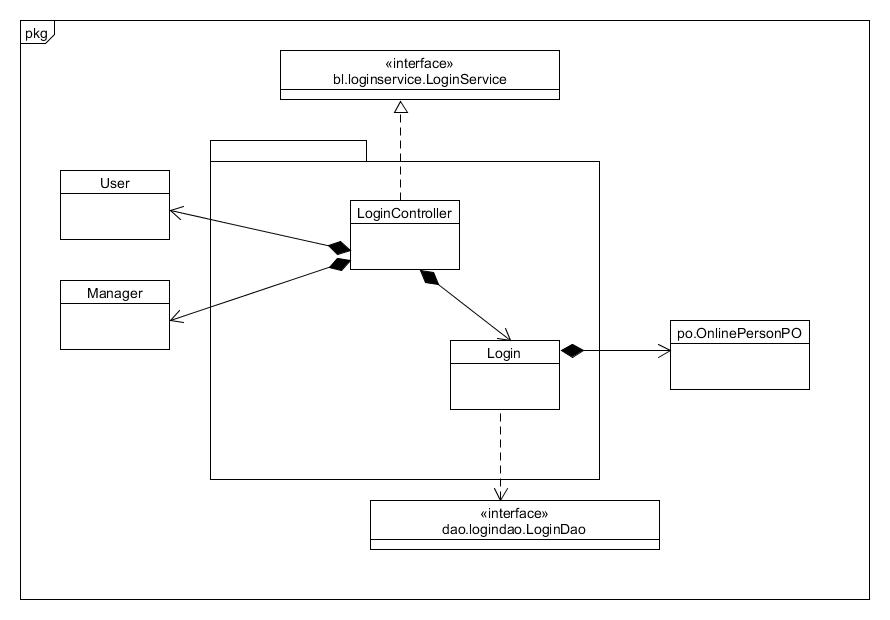 pkg
«interface»
bl.loginservice.LoginService
User
LoginController
Manager
Login
po.OnlinePersonPO
«interface»
dao.logindao.LoginDao